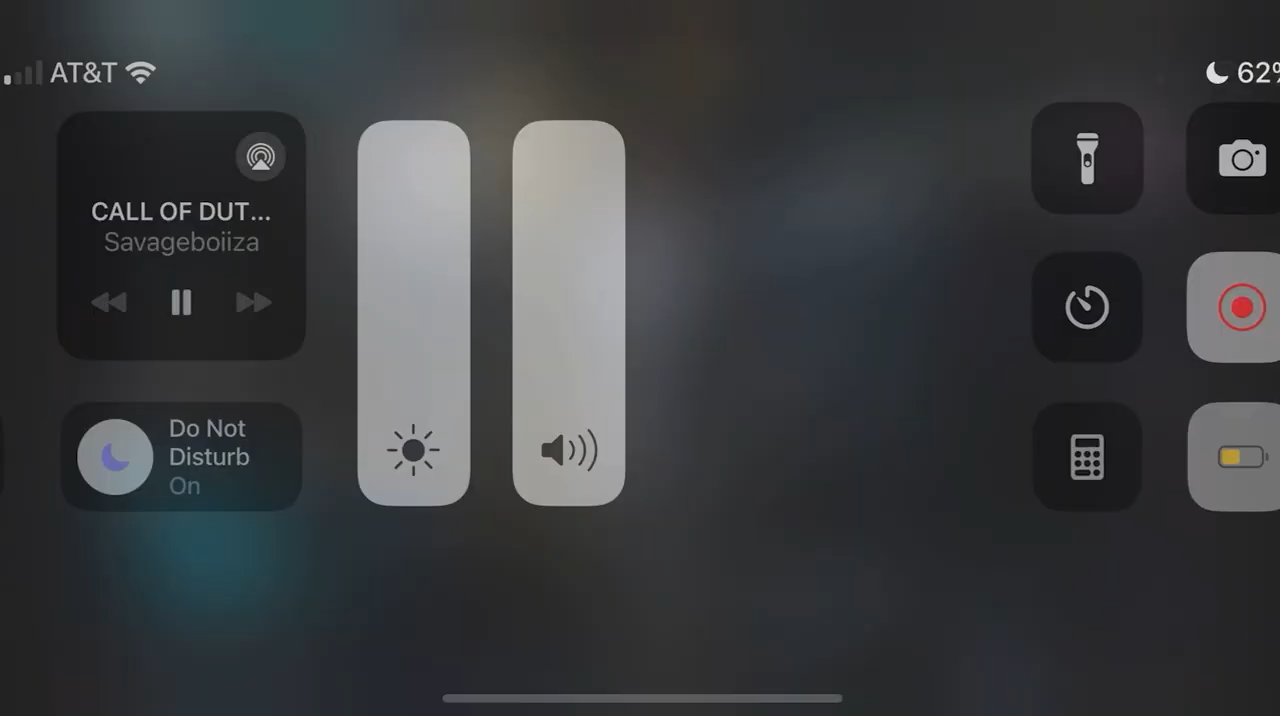 AT&T
62%
CALL OF DUT...
Savageboiiza
Do Not
Disturb
On